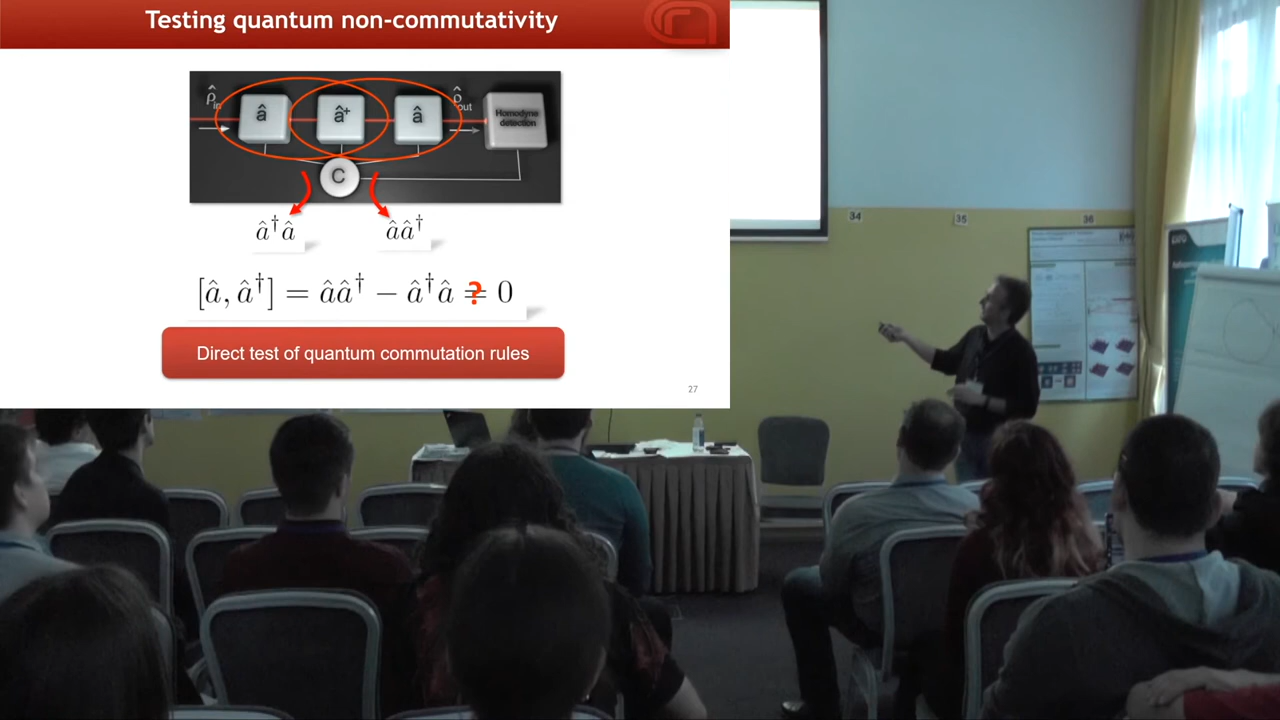 Testing quantum non-commutativity
ρ̂in
â
â⁺
â
ρ̂out
Homodyne
detection
C
â†â
ââ†
[â, â†] = ââ† − â†â =? 0
Direct test of quantum commutation rules
27
34
35
36